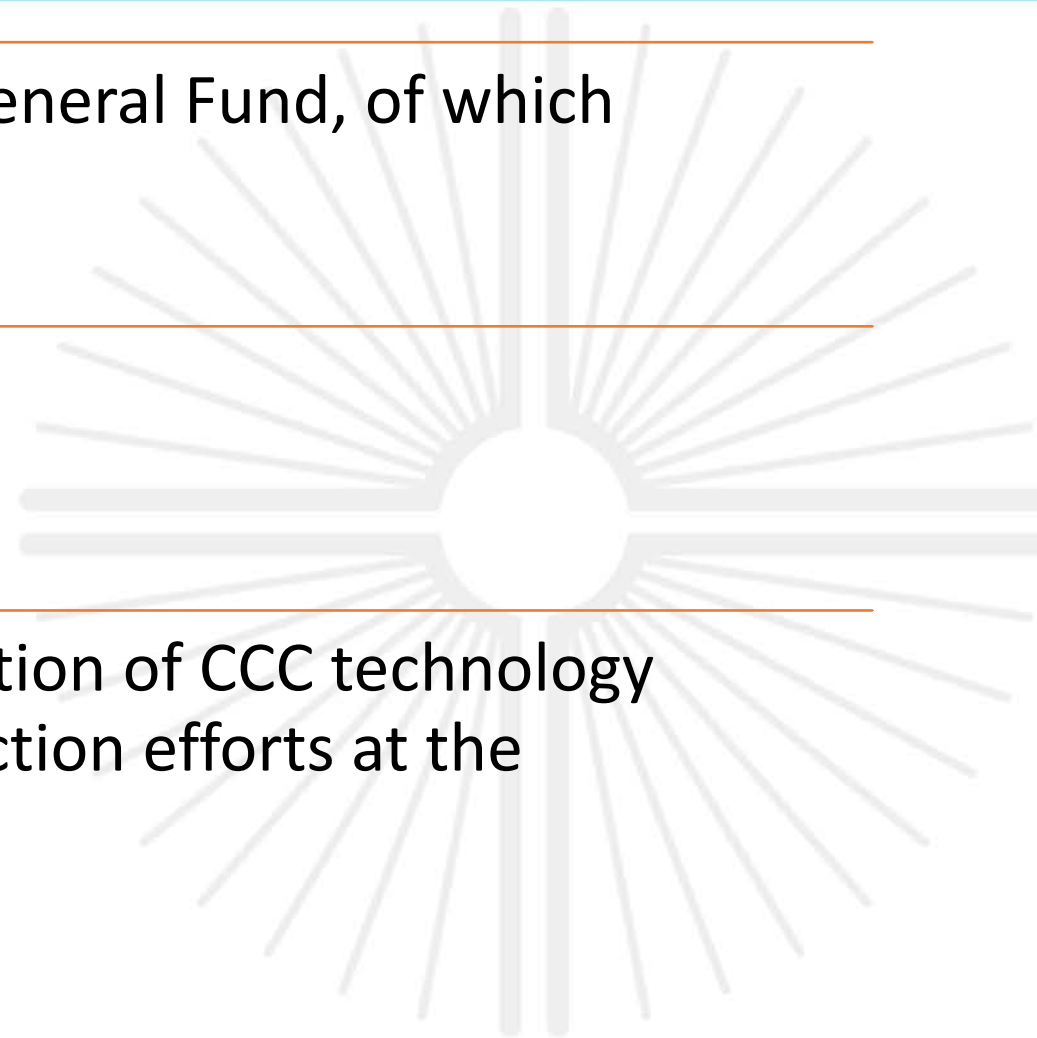 eneral Fund, of which
tion of CCC technology
ction efforts at the